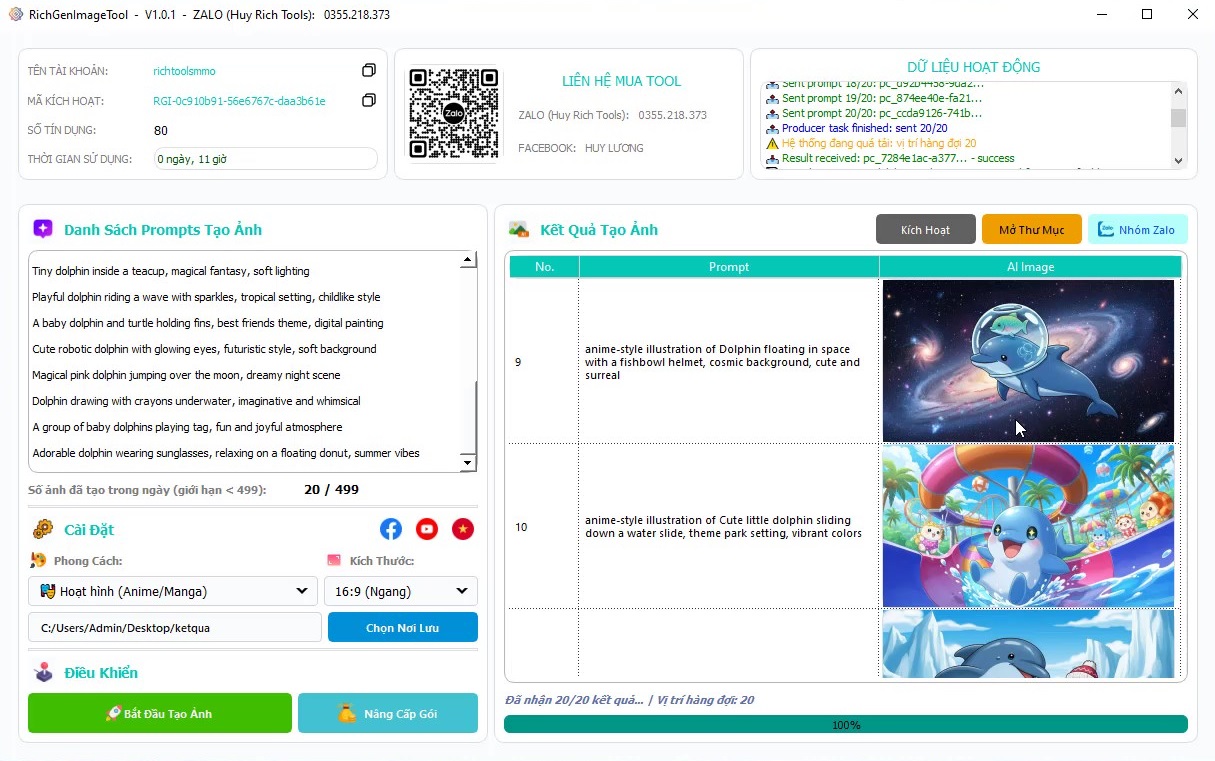 RichGenImageTool - V1.0.1 - ZALO (Huy Rich Tools): 0355.218.373
TÊN TÀI KHOẢN: richtoolsmmo
MÃ KÍCH HOẠT: RGI-0c910b91-56e6767c-daa3b61e
SỐ TÍN DỤNG: 80
THỜI GIAN SỬ DỤNG: 0 ngày, 11 giờ
Zalo
LIÊN HỆ MUA TOOL
ZALO (Huy Rich Tools): 0355.218.373
FACEBOOK: HUY LƯƠNG
DỮ LIỆU HOẠT ĐỘNG
Sent prompt 18/20: pc_d92b4458-9da2...
Sent prompt 19/20: pc_874ee40e-fa21...
Sent prompt 20/20: pc_ccda9126-741b...
Producer task finished: sent 20/20
Hệ thống đang quá tải: vị trí hàng đợi 20
Result received: pc_7284e1ac-a377... - success
Danh Sách Prompts Tạo Ảnh
Tiny dolphin inside a teacup, magical fantasy, soft lighting
Playful dolphin riding a wave with sparkles, tropical setting, childlike style
A baby dolphin and turtle holding fins, best friends theme, digital painting
Cute robotic dolphin with glowing eyes, futuristic style, soft background
Magical pink dolphin jumping over the moon, dreamy night scene
Dolphin drawing with crayons underwater, imaginative and whimsical
A group of baby dolphins playing tag, fun and joyful atmosphere
Adorable dolphin wearing sunglasses, relaxing on a floating donut, summer vibes
Số ảnh đã tạo trong ngày (giới hạn < 499): 20 / 499
Cài Đặt
Phong Cách: Kích Thước:
Hoạt hình (Anime/Manga) 16:9 (Ngang)
C:/Users/Admin/Desktop/ketqua Chọn Nơi Lưu
Điều Khiển
Bắt Đầu Tạo Ảnh Nâng Cấp Gói
Kết Quả Tạo Ảnh Kích Hoạt Mở Thư Mục Zalo Nhóm Zalo
No. Prompt AI Image
9
anime-style illustration of Dolphin floating in space
with a fishbowl helmet, cosmic background, cute and
surreal
10
anime-style illustration of Cute little dolphin sliding
down a water slide, theme park setting, vibrant colors
Đã nhận 20/20 kết quả... | Vị trí hàng đợi: 20
100%